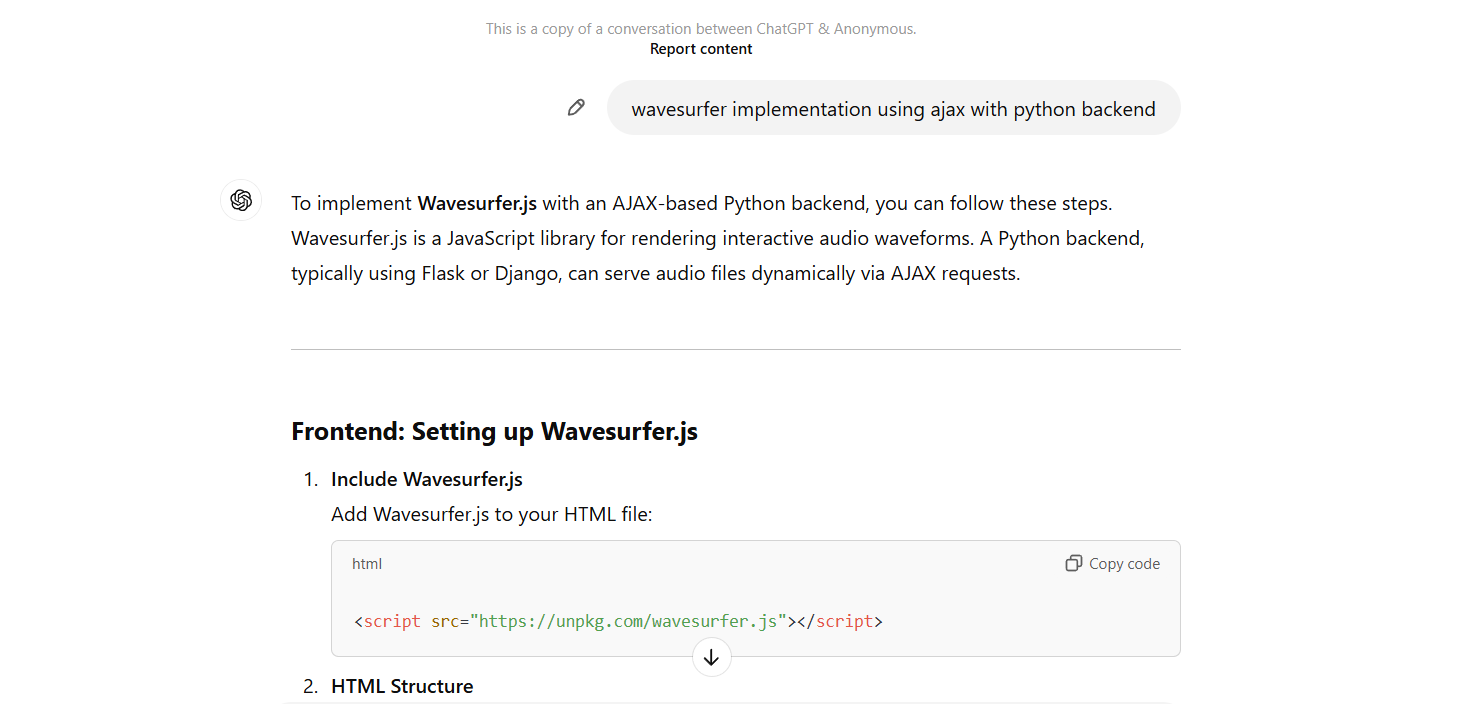 This is a copy of a conversation between ChatGPT & Anonymous.
Report content
wavesurfer implementation using ajax with python backend
To implement Wavesurfer.js with an AJAX-based Python backend, you can follow these steps.
Wavesurfer.js is a JavaScript library for rendering interactive audio waveforms. A Python backend,
typically using Flask or Django, can serve audio files dynamically via AJAX requests.
Frontend: Setting up Wavesurfer.js
1. Include Wavesurfer.js
Add Wavesurfer.js to your HTML file:
html Copy code
<script src="https://unpkg.com/wavesurfer.js"></script>
2. HTML Structure